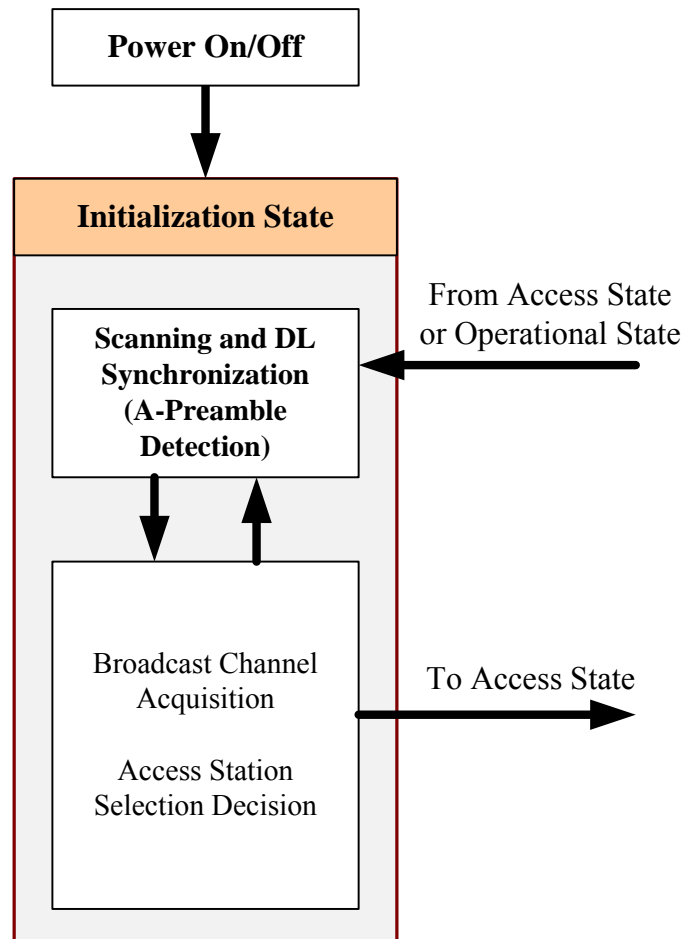 Power On/Off
Initialization State
From Access State
or Operational State
Scanning and DL
Synchronization
(A-Preamble
Detection)
Broadcast Channel
Acquisition
Access Station
Selection Decision
To Access State